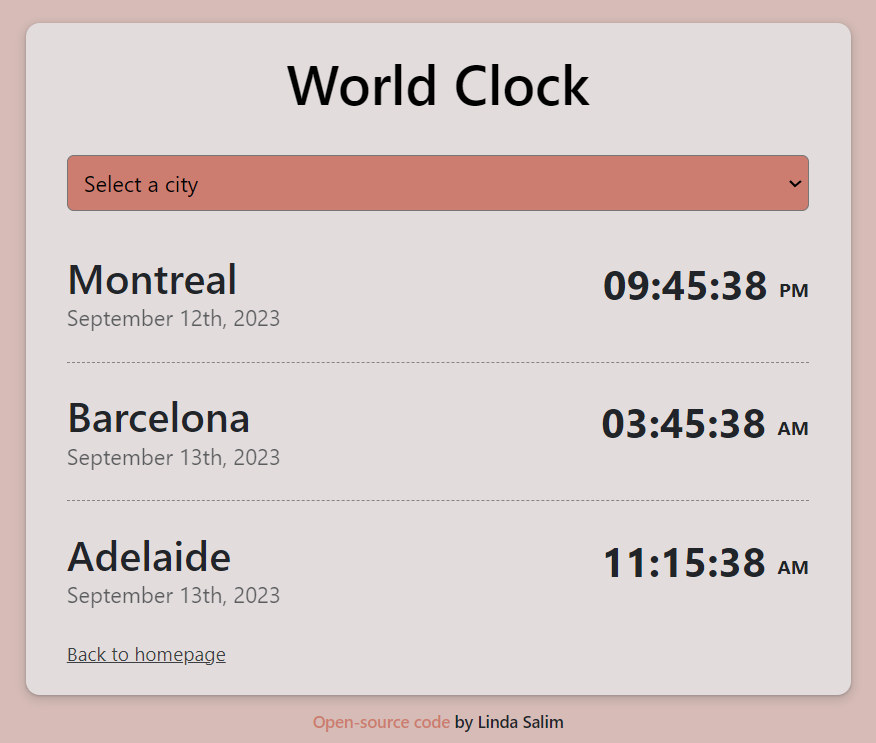 World Clock
Select a city
Montreal
09:45:38 PM
September 12th, 2023
Barcelona
03:45:38 AM
September 13th, 2023
Adelaide
11:15:38 AM
September 13th, 2023
Back to homepage
Open-source code by Linda Salim